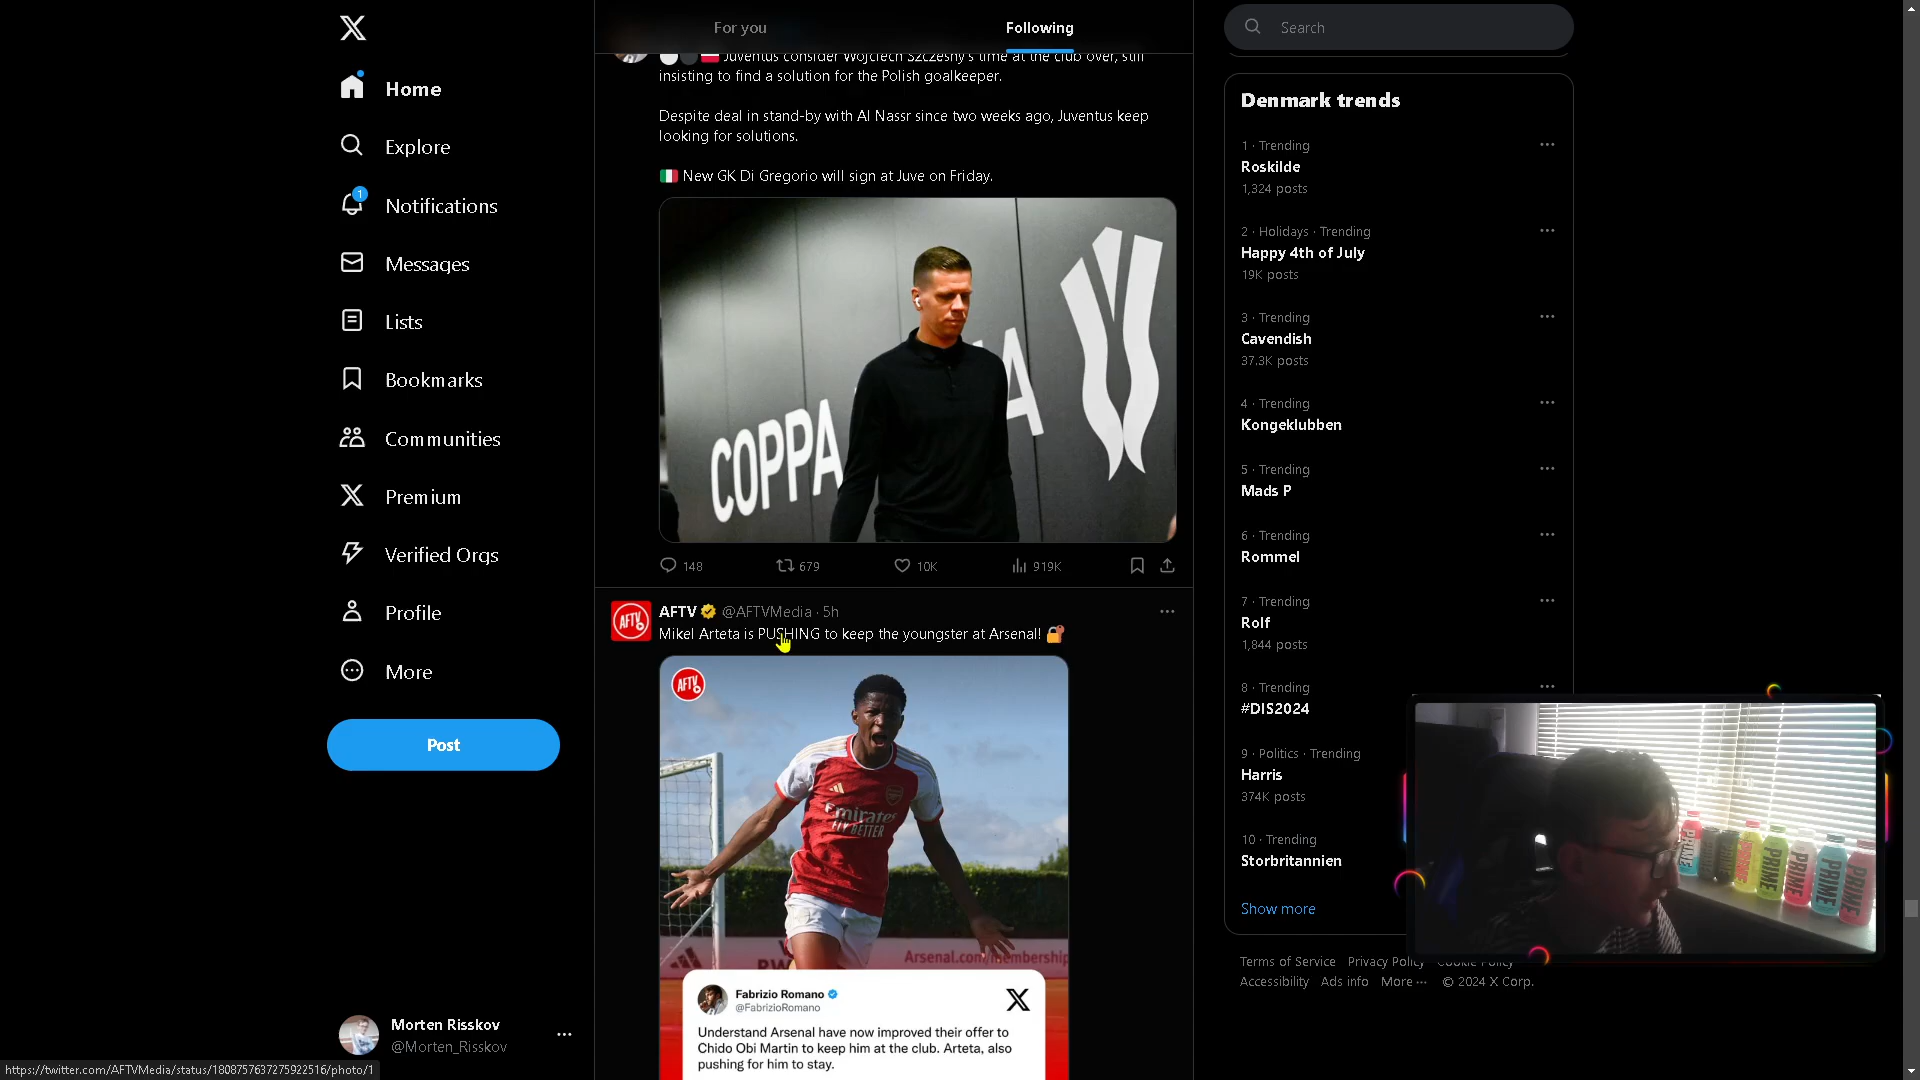 For you
Following
Search
Home
Explore
1
Notifications
Messages
Lists
Bookmarks
Communities
Premium
Verified Orgs
Profile
More
Post
Morten Risskov
@Morten_Risskov
Juventus consider Wojciech Szczesny's time at the club over, still
insisting to find a solution for the Polish goalkeeper.
Despite deal in stand-by with Al Nassr since two weeks ago, Juventus keep
looking for solutions.
New GK Di Gregorio will sign at Juve on Friday.
COPPA
A
148
679
10K
919K
AFTV @AFTVMedia · 5h
Mikel Arteta is PUSHING to keep the youngster at Arsenal!
AFTV
Emirates
FLY BETTER
Arsenal.com/membership
Fabrizio Romano
@FabrizioRomano
Understand Arsenal have now improved their offer to
Chido Obi Martin to keep him at the club. Arteta, also
pushing for him to stay.
Denmark trends
1 · Trending
Roskilde
1,324 posts
2 · Holidays · Trending
Happy 4th of July
19K posts
3 · Trending
Cavendish
37.3K posts
4 · Trending
Kongeklubben
5 · Trending
Mads P
6 · Trending
Rommel
7 · Trending
Rolf
1,844 posts
8 · Trending
#DIS2024
9 · Politics · Trending
Harris
374K posts
10 · Trending
Storbritannien
Show more
PRIME
PRIME
PRIME
PRIME
PRIME
PRIME
Terms of Service Privacy Policy Cookie Policy
Accessibility Ads info More © 2024 X Corp.
https://twitter.com/AFTVMedia/status/1808757637275922516/photo/1